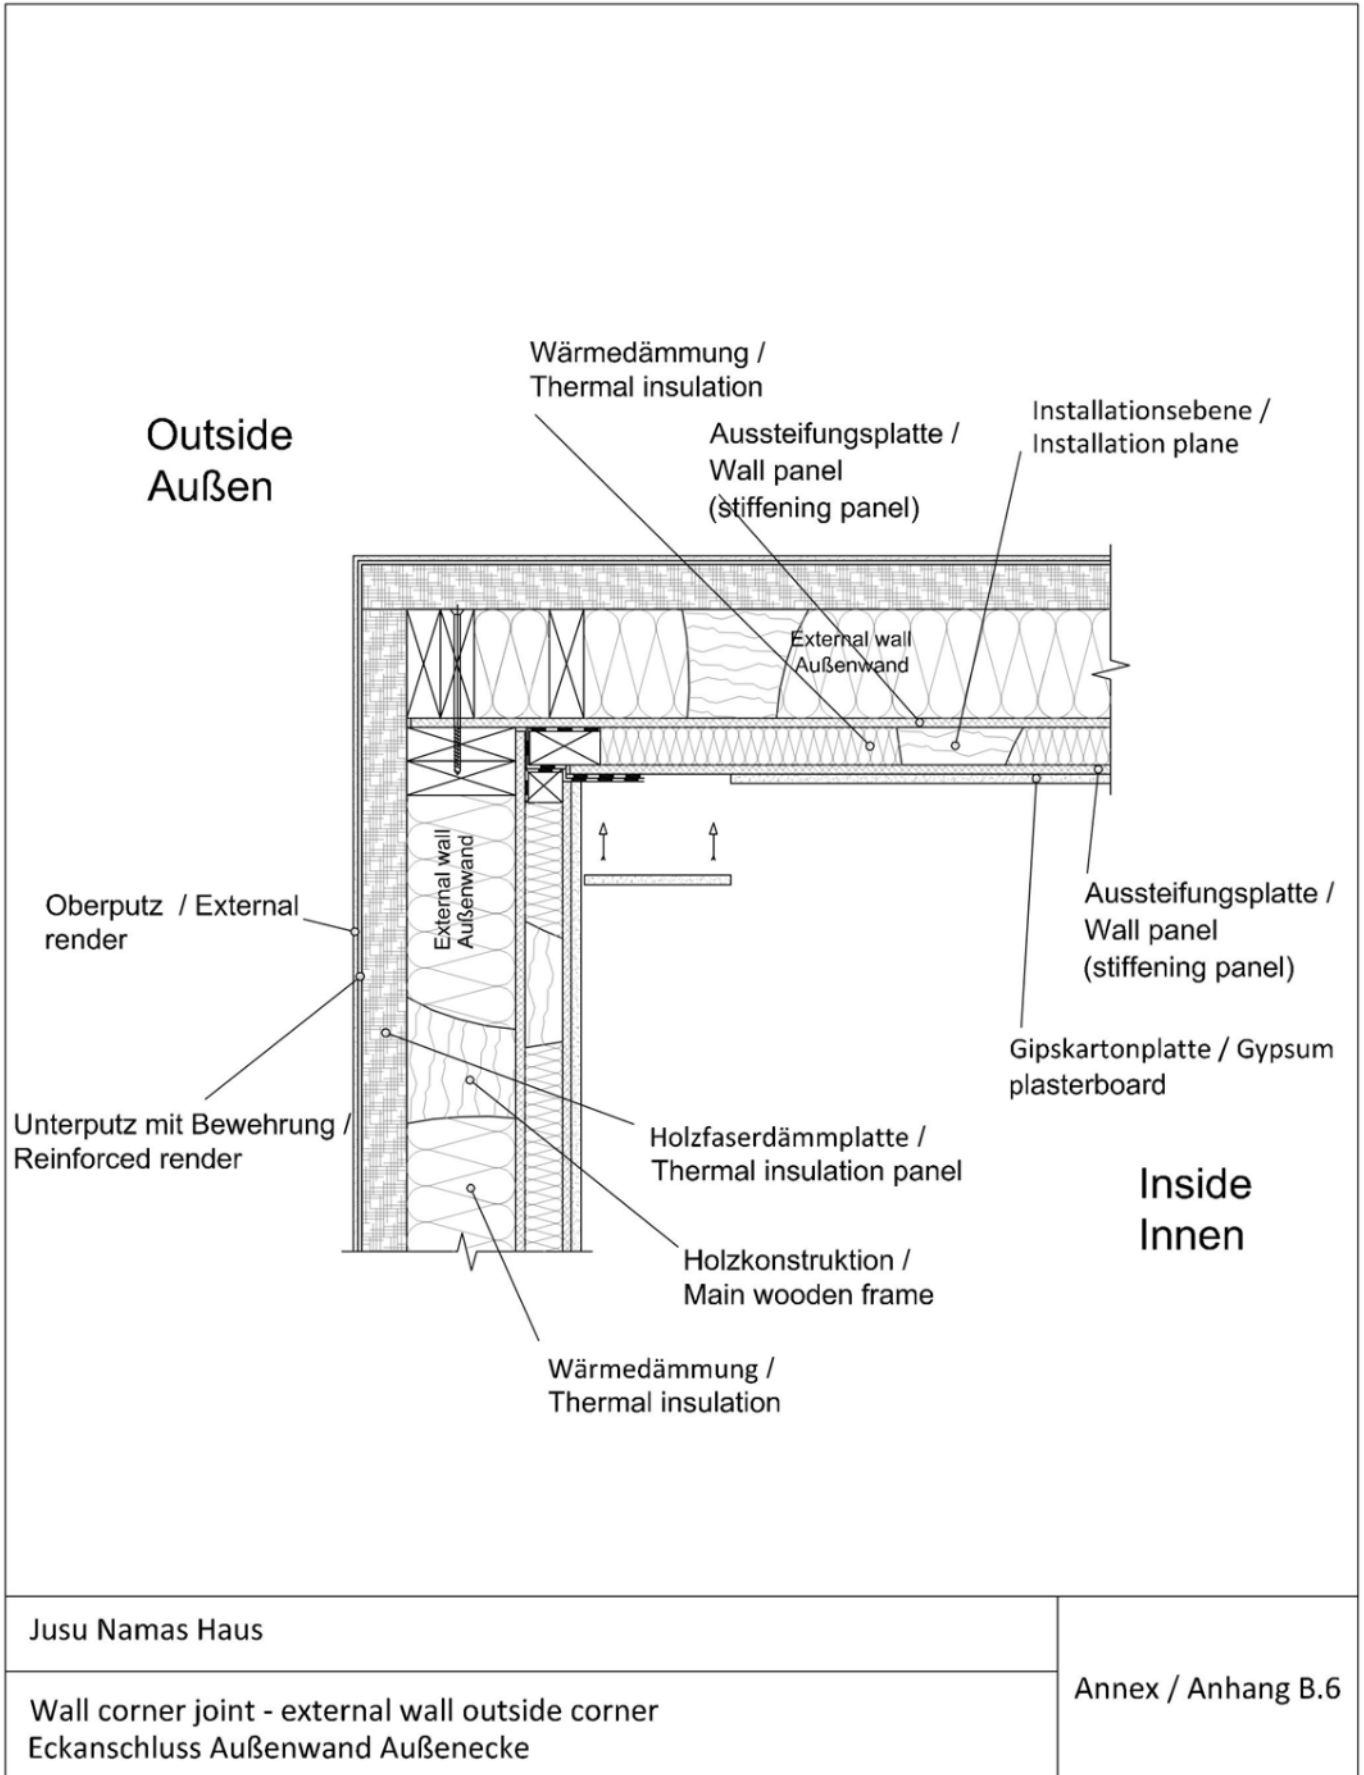 Wärmedämmung /
Thermal insulation
Outside
Außen
Aussteifungsplatte /
Wall panel
(stiffening panel)
Installationsebene /
Installation plane
External wall
Außenwand
External wall
Außenwand
Oberputz / External
render
Aussteifungsplatte /
Wall panel
(stiffening panel)
Gipskartonplatte / Gypsum
plasterboard
Unterputz mit Bewehrung /
Reinforced render
Holzfaserdämmplatte /
Thermal insulation panel
Inside
Innen
Holzkonstruktion /
Main wooden frame
Wärmedämmung /
Thermal insulation
Jusu Namas Haus
Wall corner joint - external wall outside corner
Eckanschluss Außenwand Außenecke
Annex / Anhang B.6